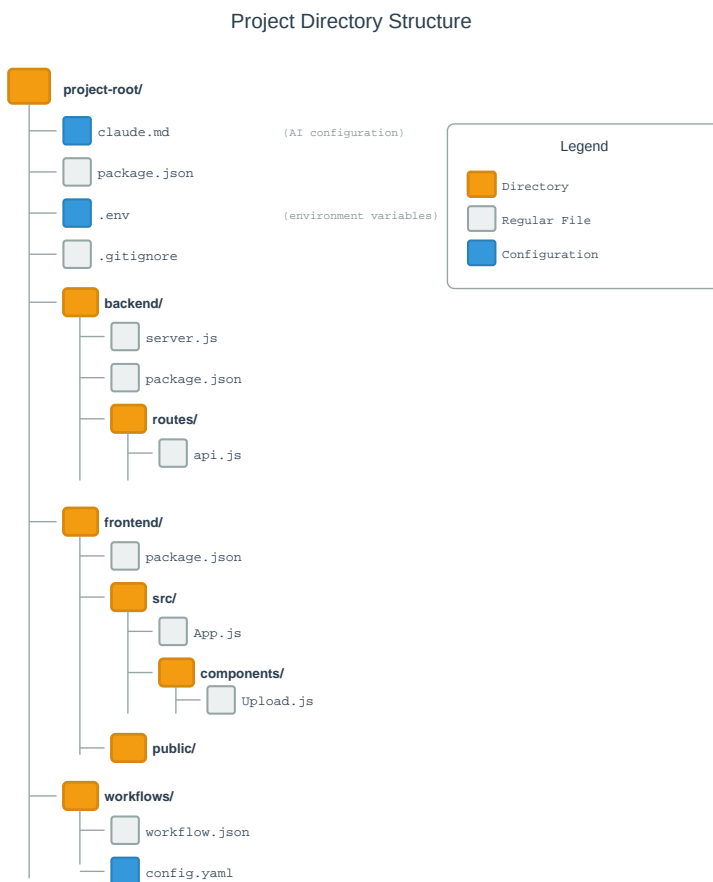 Project Directory Structure
project-root/
claude.md (AI configuration)
package.json
.env (environment variables)
.gitignore
Legend
Directory
Regular File
Configuration
backend/
server.js
package.json
routes/
api.js
frontend/
package.json
src/
App.js
components/
Upload.js
public/
workflows/
workflow.json
config.yaml